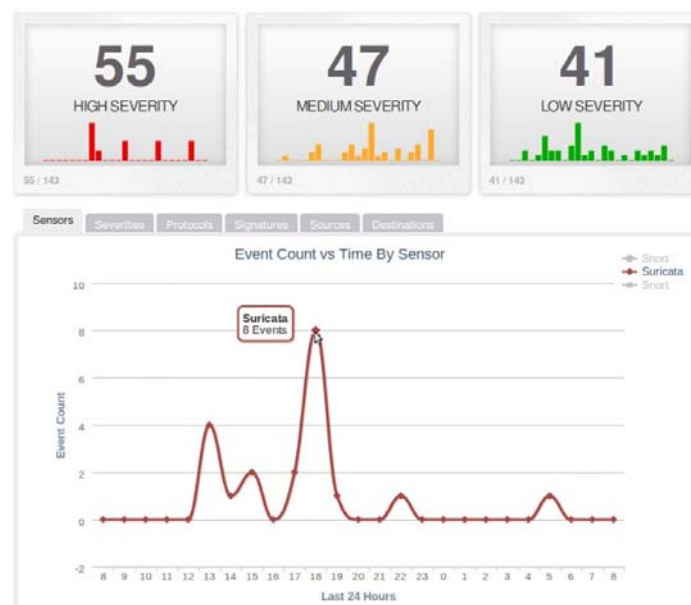 55
HIGH SEVERITY
55 / 143
47
MEDIUM SEVERITY
47 / 143
41
LOW SEVERITY
41 / 143
Sensors Severities Protocols Signatures Sources Destinations
Event Count vs Time By Sensor
Snort
Suricata
Snort
Suricata
8 Events
Event Count
10
8
6
4
2
0
-2
8 9 10 11 12 13 14 15 16 17 18 19 20 21 22 23 0 1 2 3 4 5 6 7 8
Last 24 Hours